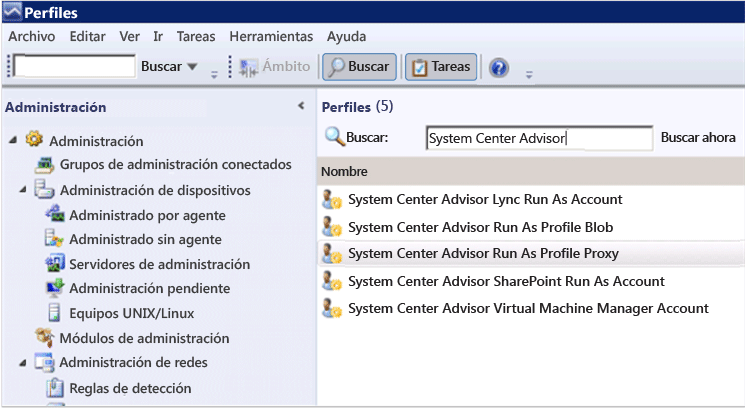 Perfiles
Archivo Editar Ver Ir Tareas Herramientas Ayuda
Buscar Ámbito Buscar Tareas
Administración
Administración
Grupos de administración conectados
Administración de dispositivos
Administrado por agente
Administrado sin agente
Servidores de administración
Administración pendiente
Equipos UNIX/Linux
Módulos de administración
Administración de redes
Reglas de detección
Perfiles (5)
Buscar: System Center Advisor Buscar ahora
Nombre
System Center Advisor Lync Run As Account
System Center Advisor Run As Profile Blob
System Center Advisor Run As Profile Proxy
System Center Advisor SharePoint Run As Account
System Center Advisor Virtual Machine Manager Account